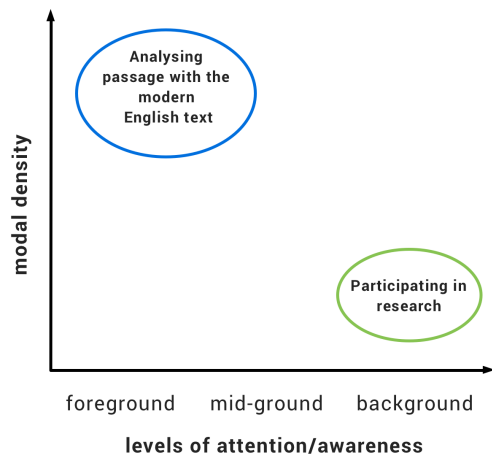 Analysing
passage with the
modern
English text
modal density
Participating in
research
foreground mid-ground background
levels of attention/awareness